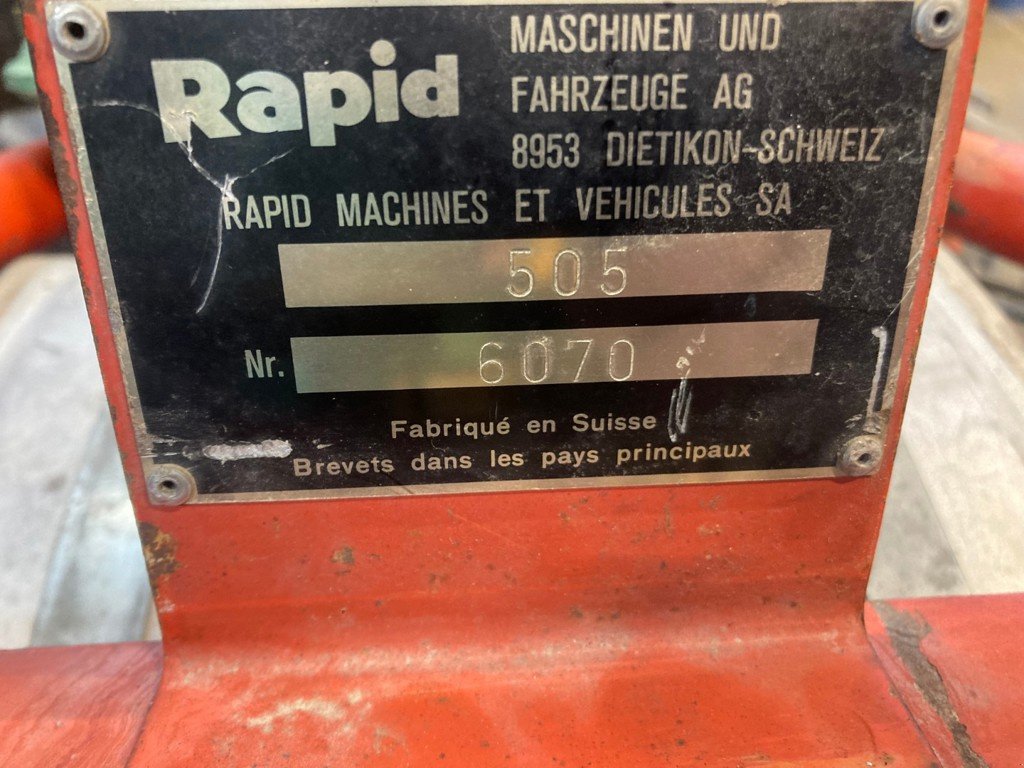 Rapid
MASCHINEN UND
FAHRZEUGE AG
8953 DIETIKON-SCHWEIZ
RAPID MACHINES ET VEHICULES SA
505
Nr. 6070
Fabriqué en Suisse
Brevets dans les pays principaux